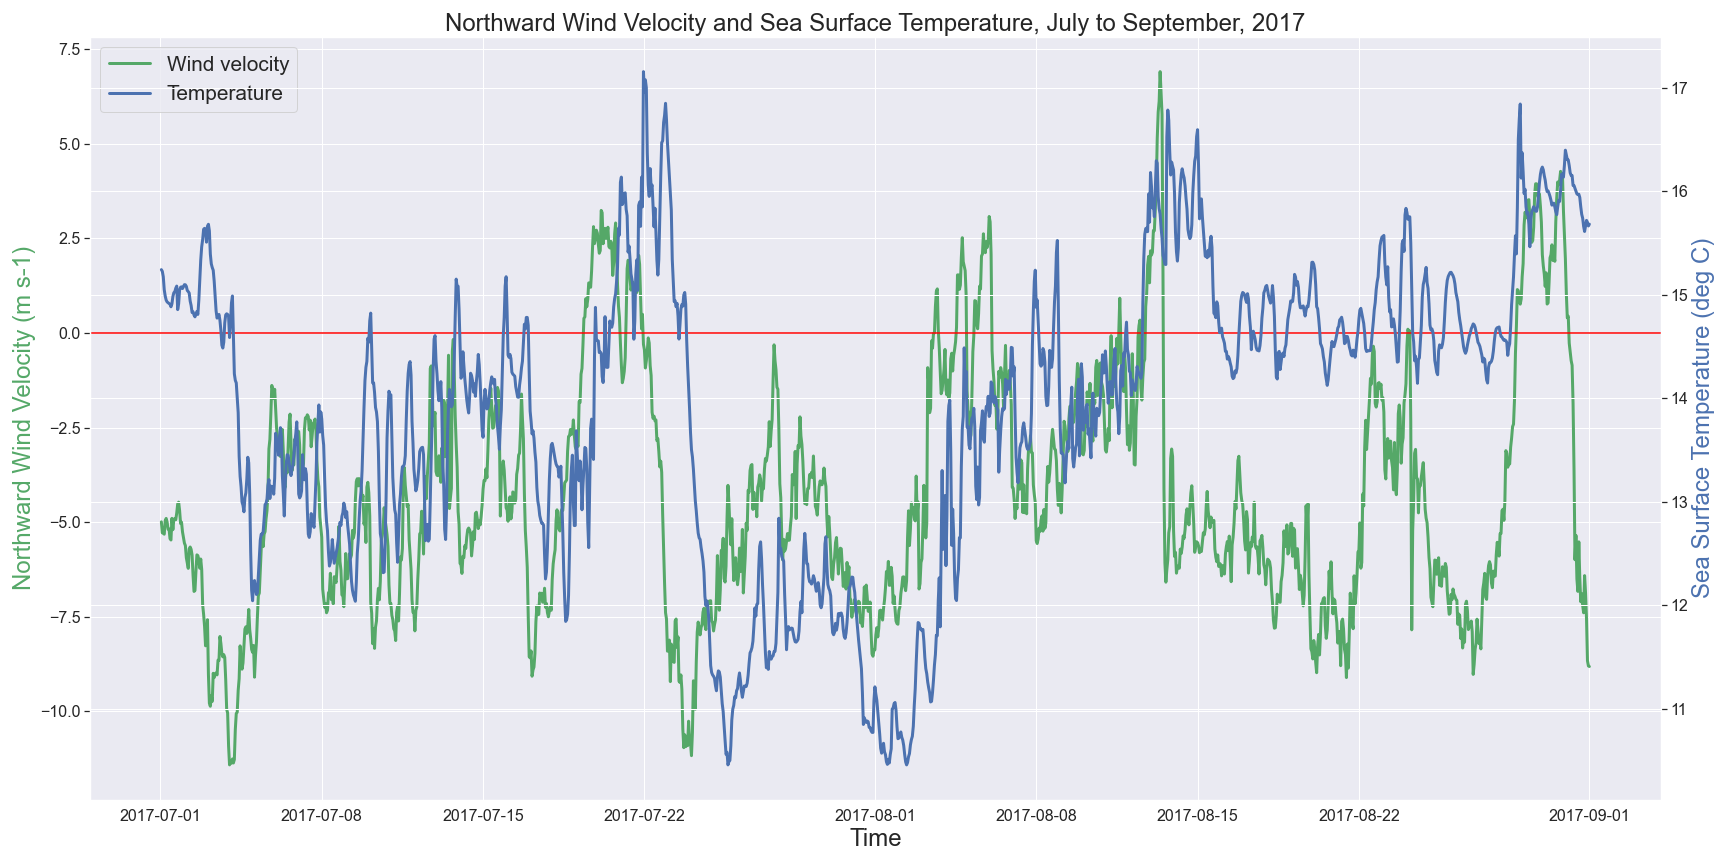 Northward Wind Velocity and Sea Surface Temperature, July to September, 2017
Wind velocity
Temperature
Northward Wind Velocity (m s-1)
7.5
5.0
2.5
0.0
−2.5
−5.0
−7.5
−10.0
17
16
15
14
13
12
11
Sea Surface Temperature (deg C)
2017-07-01 2017-07-08 2017-07-15 2017-07-22 2017-08-01 2017-08-08 2017-08-15 2017-08-22 2017-09-01
Time